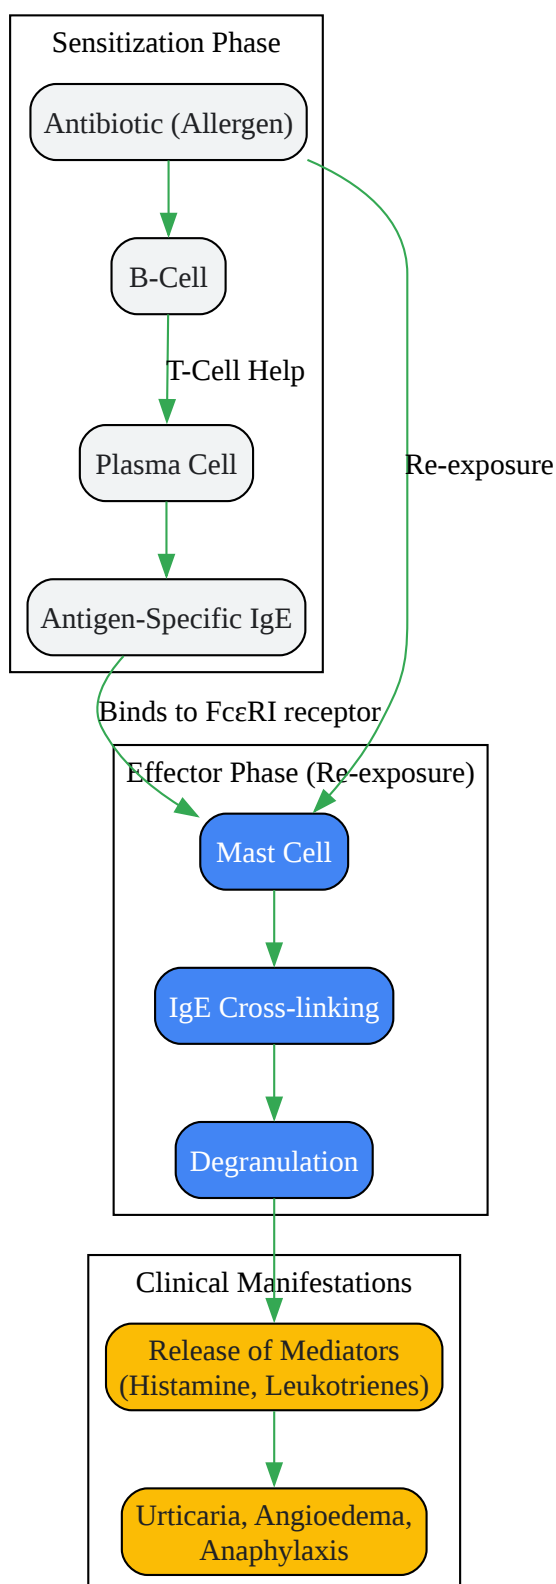 Sensitization Phase
Antibiotic (Allergen)
B-Cell
T-Cell Help
Plasma Cell
Re-exposure
Antigen-Specific IgE
Binds to FcεRI receptor
Effector Phase (Re-exposure)
Mast Cell
IgE Cross-linking
Degranulation
Clinical Manifestations
Release of Mediators
(Histamine, Leukotrienes)
Urticaria, Angioedema,
Anaphylaxis